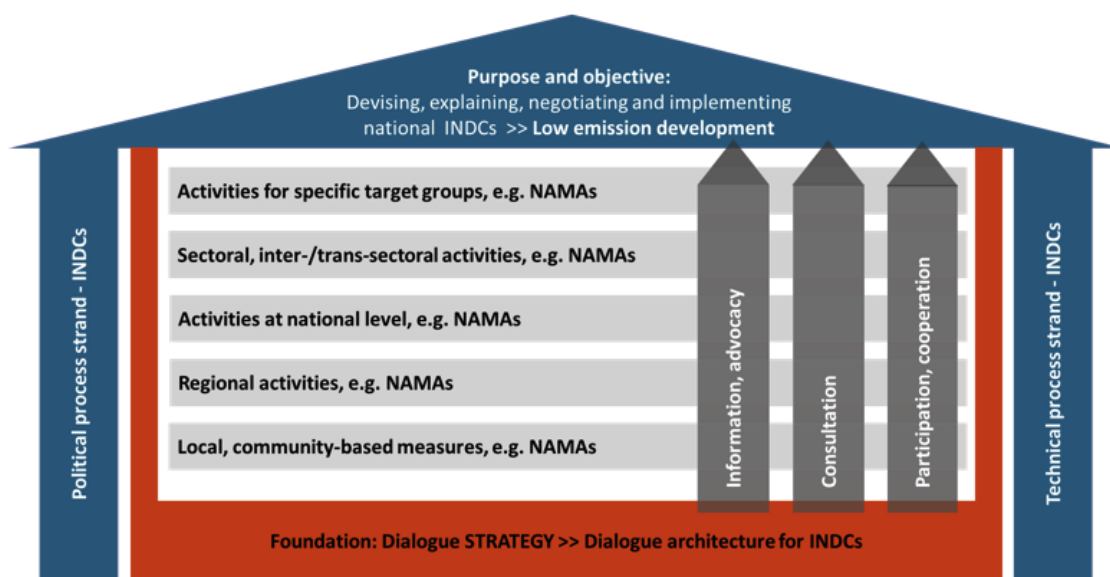 Purpose and objective:
Devising, explaining, negotiating and implementing
national INDCs >> Low emission development
Political process strand - INDCs
Activities for specific target groups, e.g. NAMAs
Sectoral, inter-/trans-sectoral activities, e.g. NAMAs
Activities at national level, e.g. NAMAs
Regional activities, e.g. NAMAs
Local, community-based measures, e.g. NAMAs
Information, advocacy
Consultation
Participation, cooperation
Technical process strand - INDCs
Foundation: Dialogue STRATEGY >> Dialogue architecture for INDCs